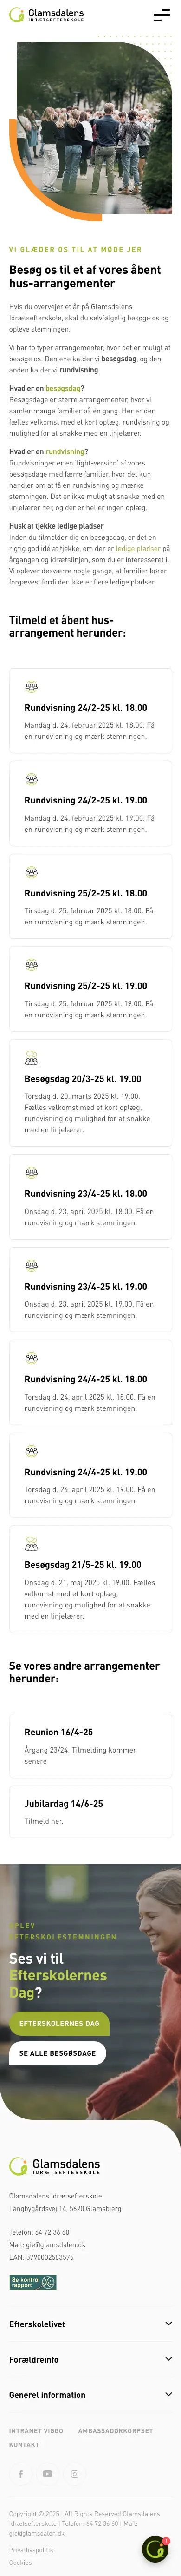 Glamsdalens
IDRÆTSEFTERSKOLE
VI GLÆDER OS TIL AT MØDE JER
Besøg os til et af vores åbent
hus-arrangementer
Hvis du overvejer et år på Glamsdalens
Idrætsefterskole, skal du selvfølgelig besøge os og
opleve stemningen.
Vi har to typer arrangementer, hvor det er muligt at
besøge os. Den ene kalder vi besøgsdag, og den
anden kalder vi rundvisning.
Hvad er en besøgsdag?
Besøgsdage er større arrangementer, hvor vi
samler mange familier på én gang. Her er der
fælles velkomst med et kort oplæg, rundvisning og
mulighed for at snakke med en lejelærer.
Hvad er en rundvisning?
Rundvisninger er en 'light-version' af vores
besøgsdage med færre familier, hvor det kun
handler om at få en rundvisning og mærke
stemningen. Det er ikke muligt at snakke med en
lejelærer her, og der er heller ingen oplæg.
Husk at tjekke ledige pladser
Inden du tilmelder dig en besøgsdag, er det en
rigtig god idé at tjekke, om der er ledige pladser på
årgangen og idrætslinjen, som du er interesseret i.
Vi oplever desværre nogle gange, at familier kører
forgæves, fordi der ikke er flere ledige pladser.
Tilmeld et åbent hus-
arrangement herunder:
Rundvisning 24/2-25 kl. 18.00
Mandag d. 24. februar 2025 kl. 18.00. Få
en rundvisning og mærk stemningen.
Rundvisning 24/2-25 kl. 19.00
Mandag d. 24. februar 2025 kl. 19.00. Få
en rundvisning og mærk stemningen.
Rundvisning 25/2-25 kl. 18.00
Tirsdag d. 25. februar 2025 kl. 18.00. Få
en rundvisning og mærk stemningen.
Rundvisning 25/2-25 kl. 19.00
Tirsdag d. 25. februar 2025 kl. 19.00. Få
en rundvisning og mærk stemningen.
Besøgsdag 20/3-25 kl. 19.00
Torsdag d. 20. marts 2025 kl. 19.00.
Fælles velkomst med et kort oplæg,
rundvisning og mulighed for at snakke
med en linjelærer.
Rundvisning 23/4-25 kl. 18.00
Onsdag d. 23. april 2025 kl. 18.00. Få en
rundvisning og mærk stemningen.
Rundvisning 23/4-25 kl. 19.00
Onsdag d. 23. april 2025 kl. 19.00. Få en
rundvisning og mærk stemningen.
Rundvisning 24/4-25 kl. 18.00
Torsdag d. 24. april 2025 kl. 18.00. Få en
rundvisning og mærk stemningen.
Rundvisning 24/4-25 kl. 19.00
Torsdag d. 24. april 2025 kl. 19.00. Få en
rundvisning og mærk stemningen.
Besøgsdag 21/5-25 kl. 19.00
Onsdag d. 21. maj 2025 kl. 19.00. Fælles
velkomst med et kort oplæg,
rundvisning og mulighed for at snakke
med en linjelærer.
Se vores andre arrangementer
herunder:
Reunion 16/4-25
Årgang 23/24. Tilmelding kommer
senere
Jubilardag 14/6-25
Tilmeld her.
OPLEV
EFTERSKOLESTEMNINGEN
Ses vi til
Efterskolernes
Dag?
EFTERSKOLERNES DAG
SE ALLE BESGØSDAGE
Glamsdalens
IDRÆTSEFTERSKOLE
Glamsdalens Idrætsefterskole
Langbygårdsvej 14, 5620 Glamsbjerg
Telefon: 64 72 36 60
Mail: gie@glamsdalen.dk
EAN: 5790002583575
Se kontrol
rapport
Efterskolelivet
Forældreinfo
Generel information
INTRANET VIGGO AMBASSADØRKORPSET
KONTAKT
Copyright © 2025 | All Rights Reserved Glamsdalens
Idrætsefterskole | Telefon: 64 72 36 60 | Mail:
gie@glamsdalen.dk
Privatlivspolitik
Cookies
1